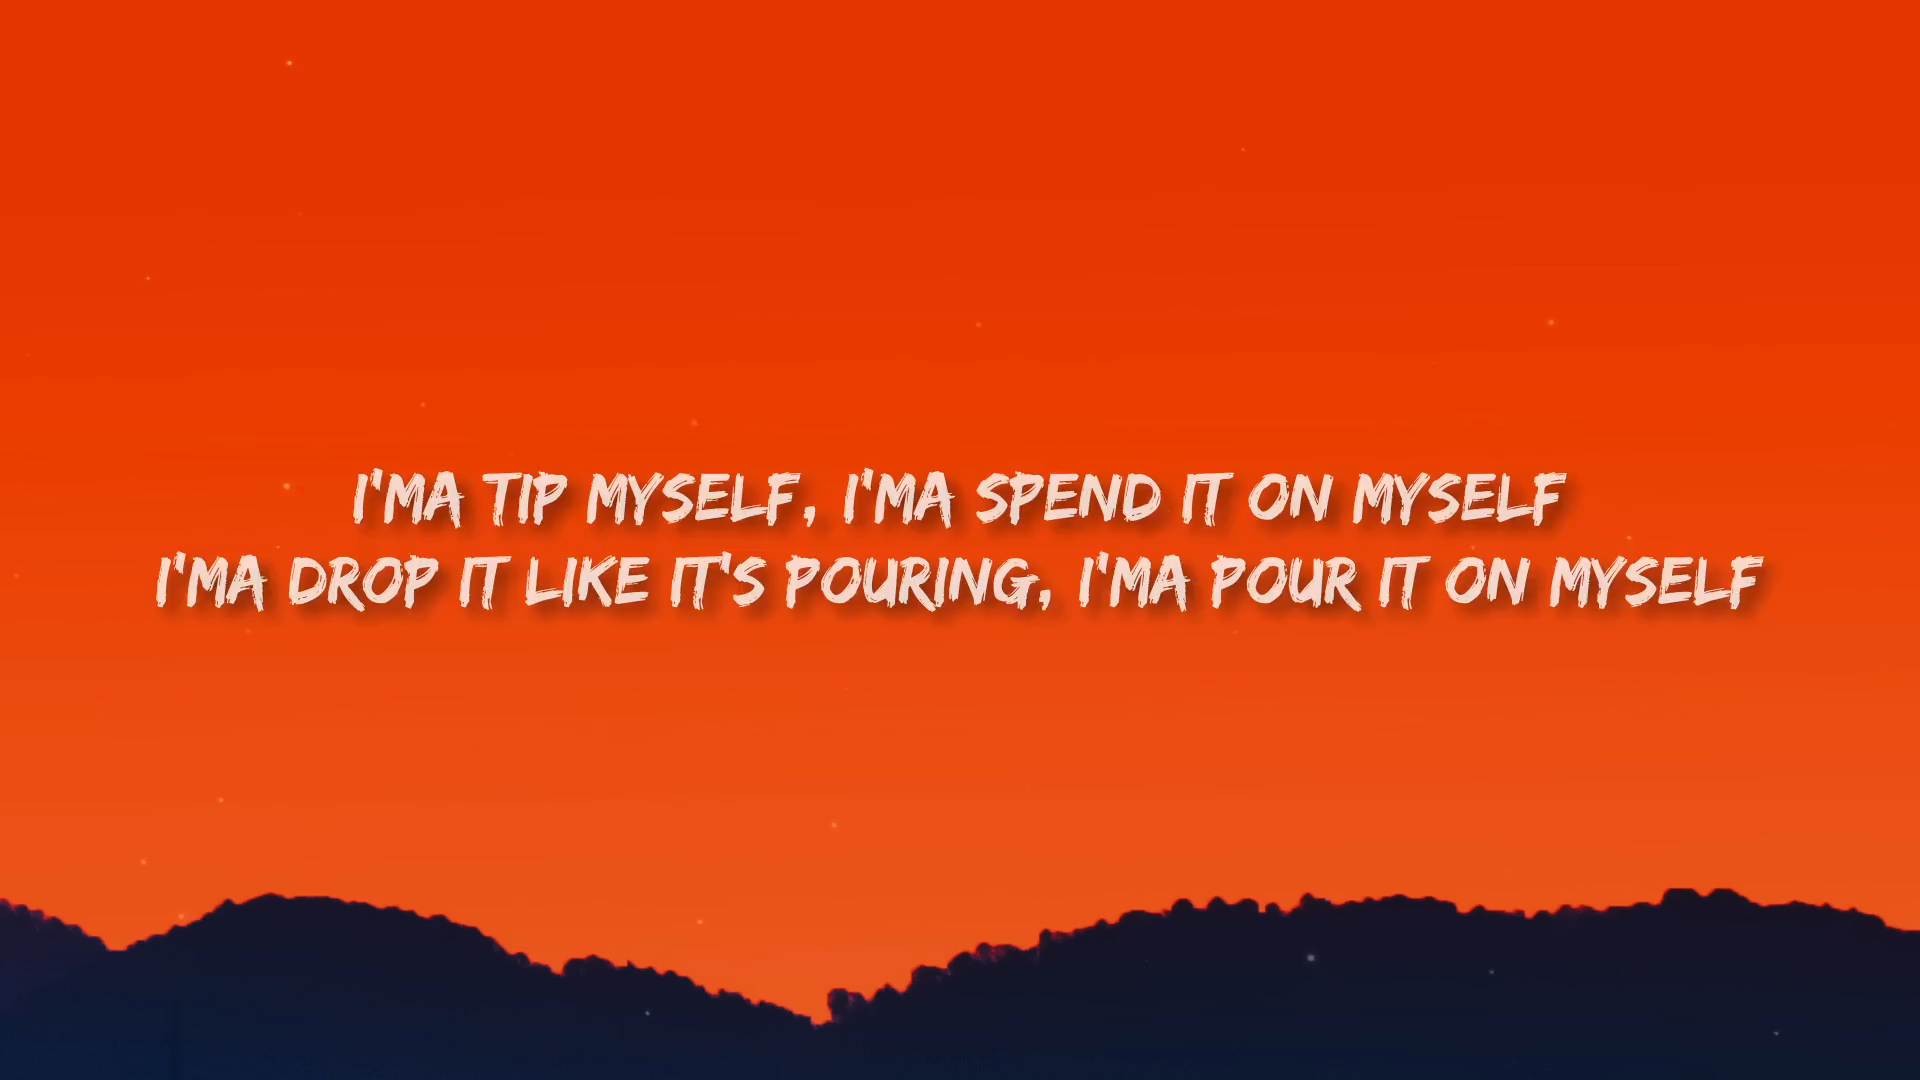 I'MA TIP MYSELF, I'MA SPEND IT ON MYSELF
I'MA DROP IT LIKE IT'S POURING, I'MA POUR IT ON MYSELF